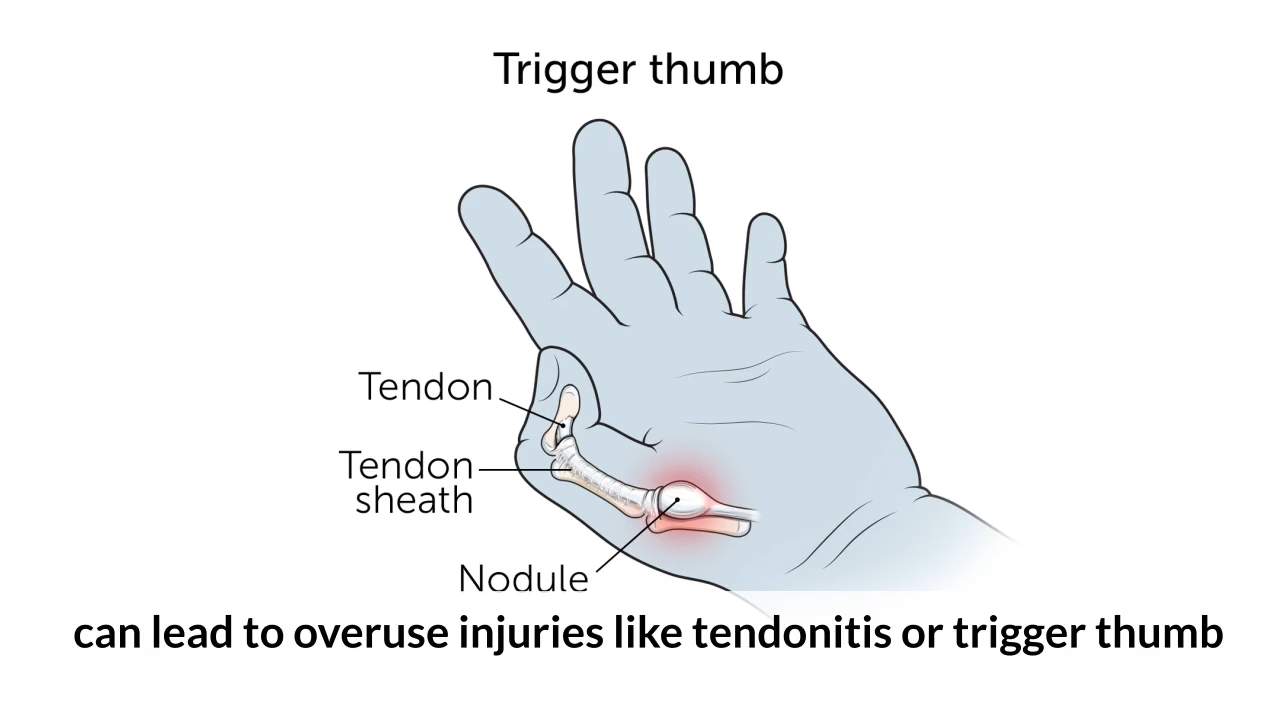 Trigger thumb
Tendon
Tendon
sheath
Nodule
can lead to overuse injuries like tendonitis or trigger thumb